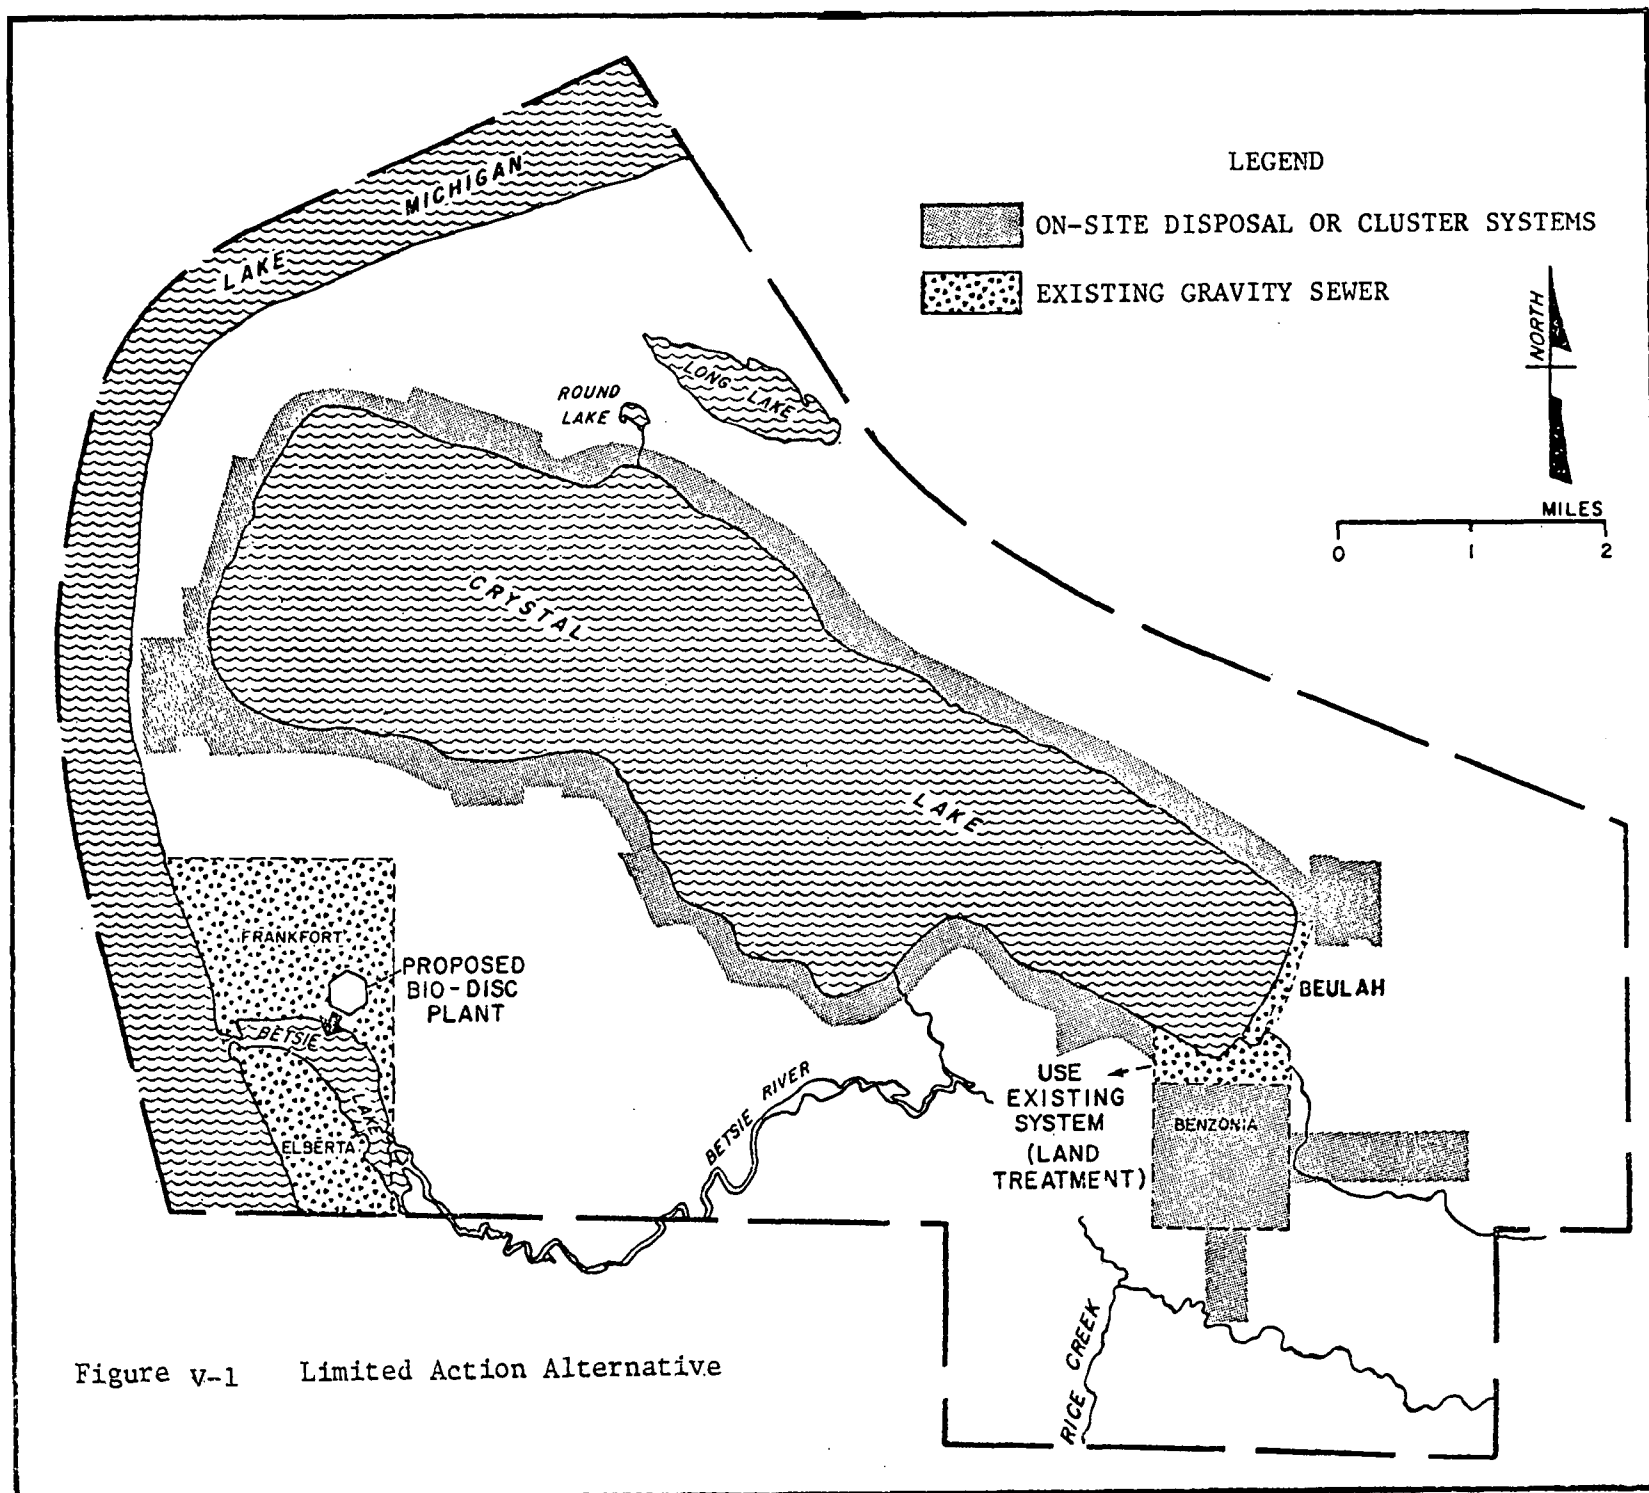 LEGEND
ON-SITE DISPOSAL OR CLUSTER SYSTEMS
EXISTING GRAVITY SEWER
NORTH
MILES
0 1 2
LAKE MICHIGAN
LONG LAKE
ROUND
LAKE
CRYSTAL LAKE
FRANKFORT
PROPOSED
BIO-DISC
PLANT
BETSIE LAKE
ELBERTA
BETSIE RIVER
BEULAH
USE
EXISTING
SYSTEM
(LAND
TREATMENT)
BENZONIA
RICE CREEK
Figure V-1 Limited Action Alternative